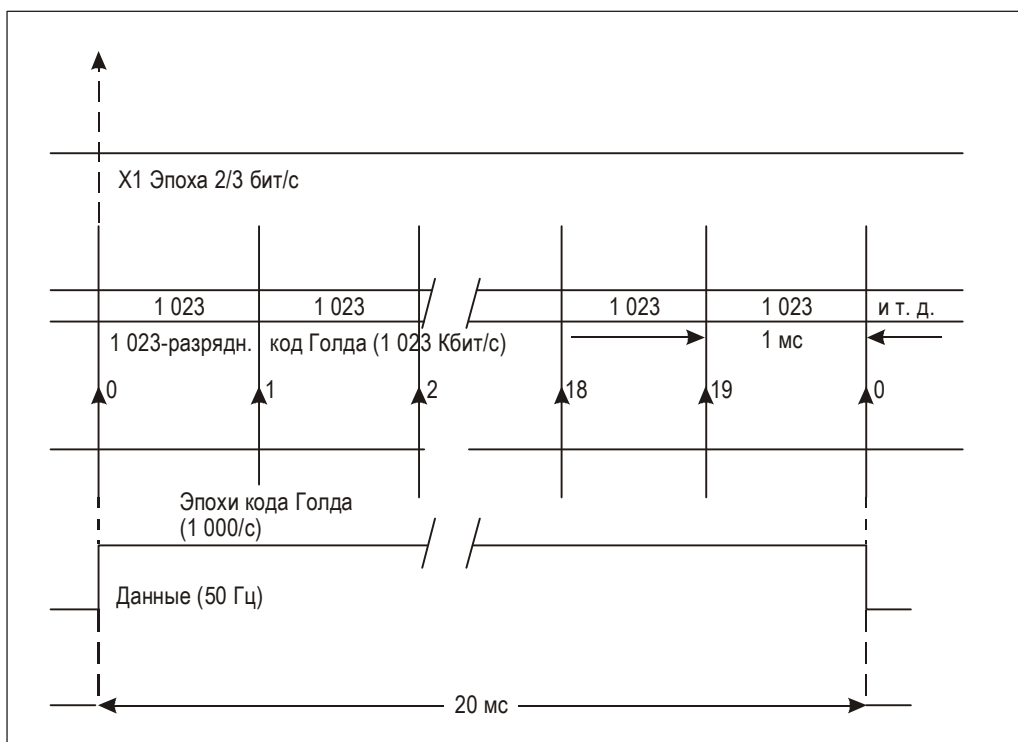 X1 Эпоха 2/3 бит/с
1 023 1 023 1 023 1 023 и т. д.
1 023-разрядн. код Голда (1 023 Кбит/с) 1 мс
0 1 2 18 19 0
Эпохи кода Голда
(1 000/с)
Данные (50 Гц)
20 мс